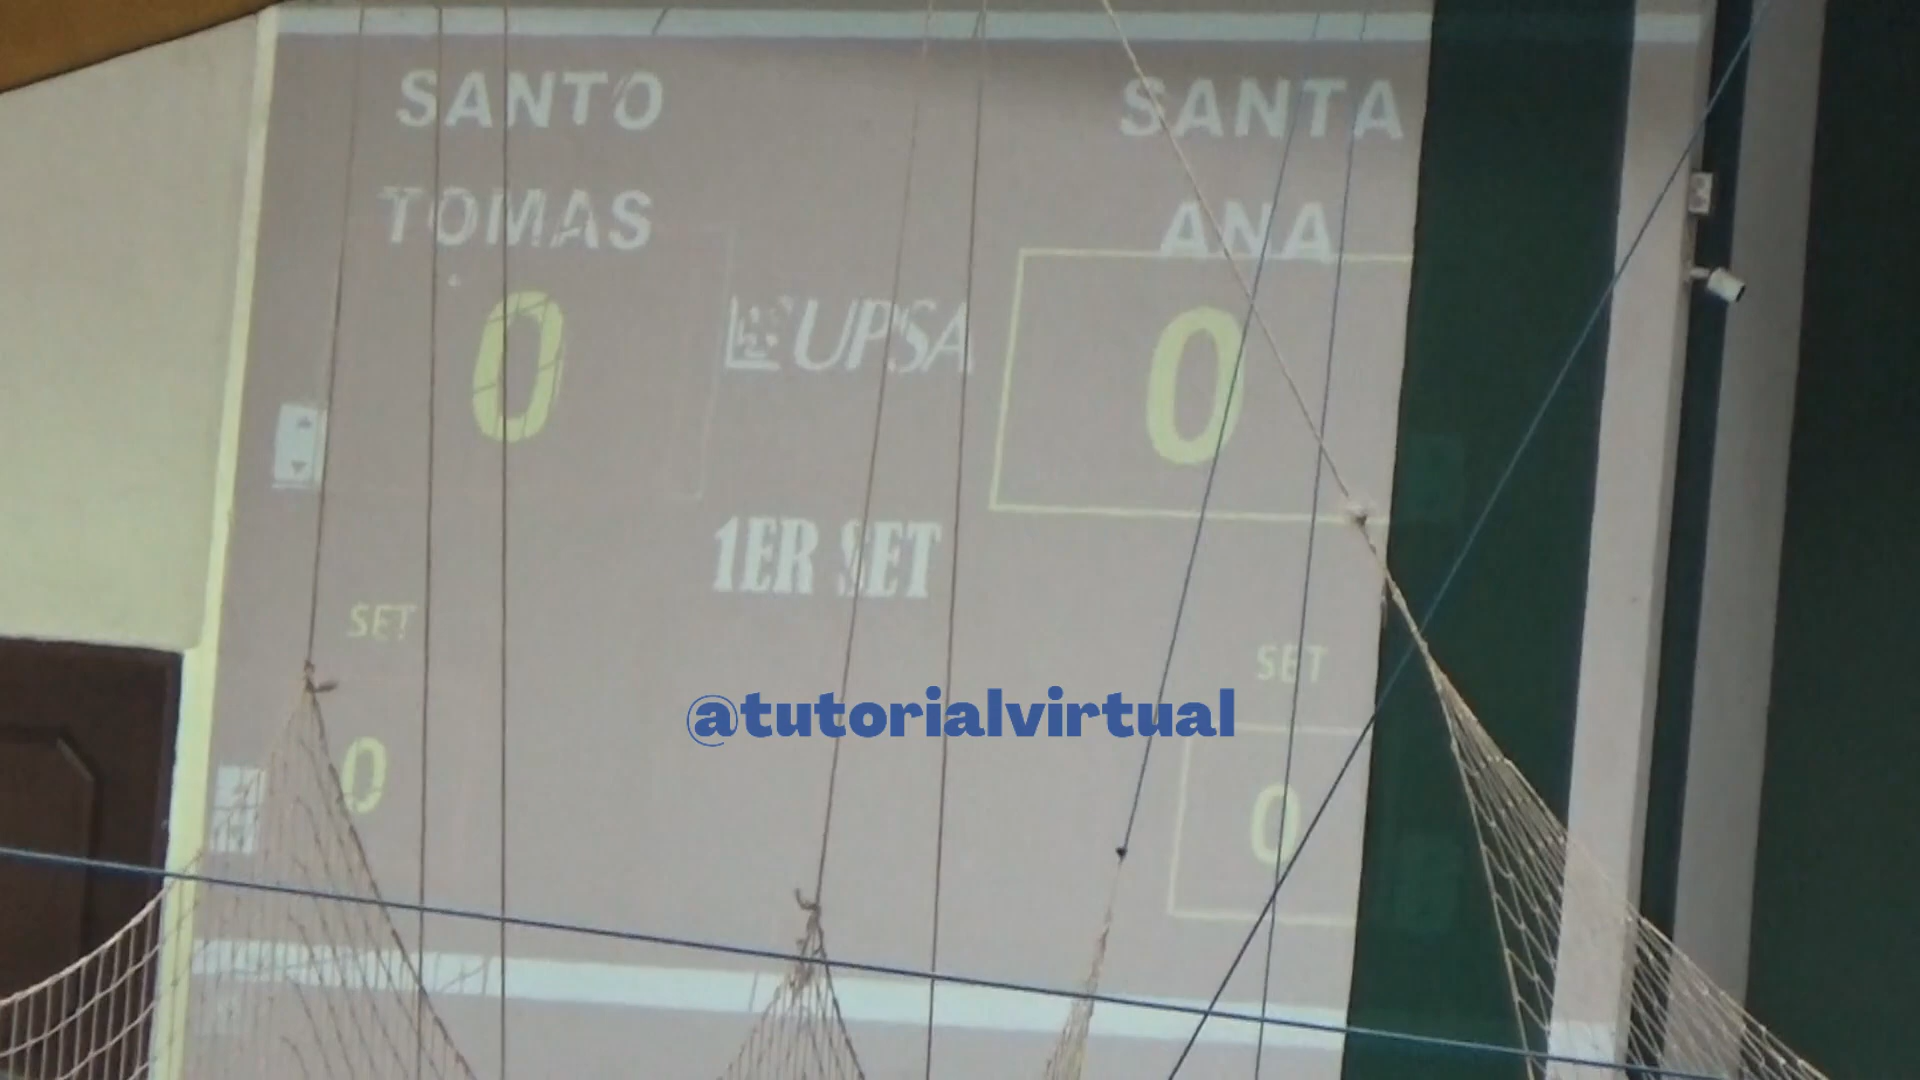 SANTO
TOMAS
SANTA
ANA
0
UPSA
0
1ER SET
SET
SET
@tutorialvirtual
0
0